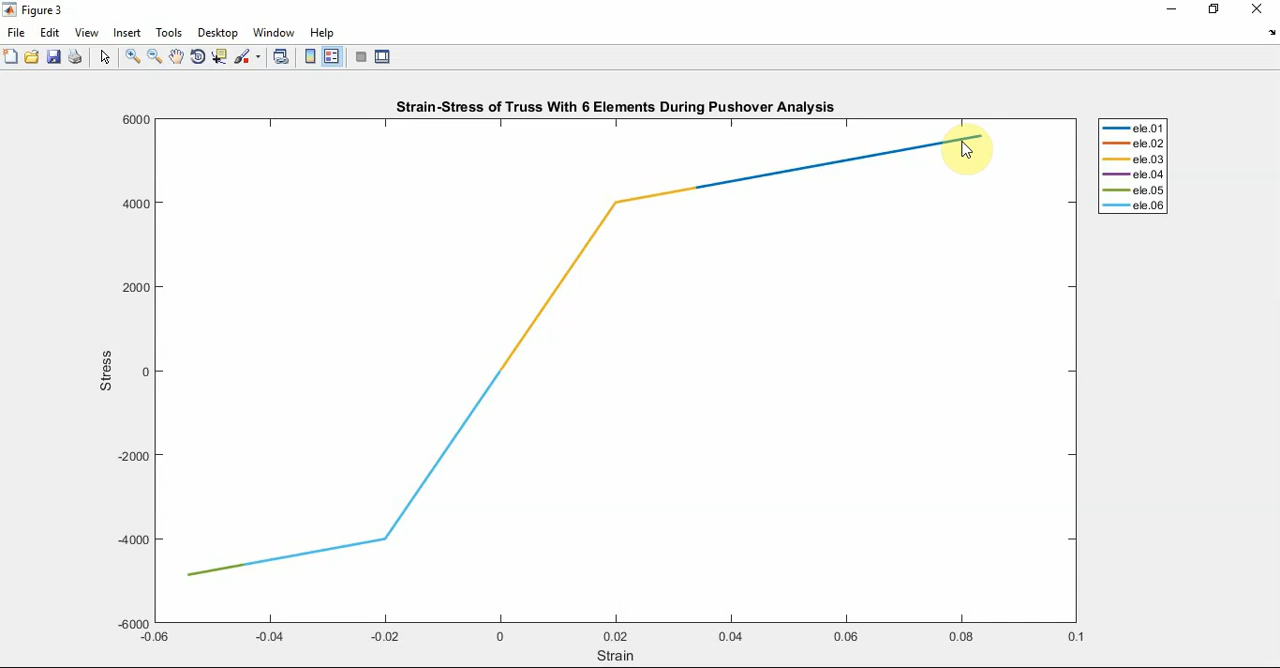 Figure 3
File Edit View Insert Tools Desktop Window Help
Strain-Stress of Truss With 6 Elements During Pushover Analysis
6000
4000
2000
0
-2000
-4000
-6000
Stress
-0.06 -0.04 -0.02 0 0.02 0.04 0.06 0.08 0.1
Strain
ele.01
ele.02
ele.03
ele.04
ele.05
ele.06